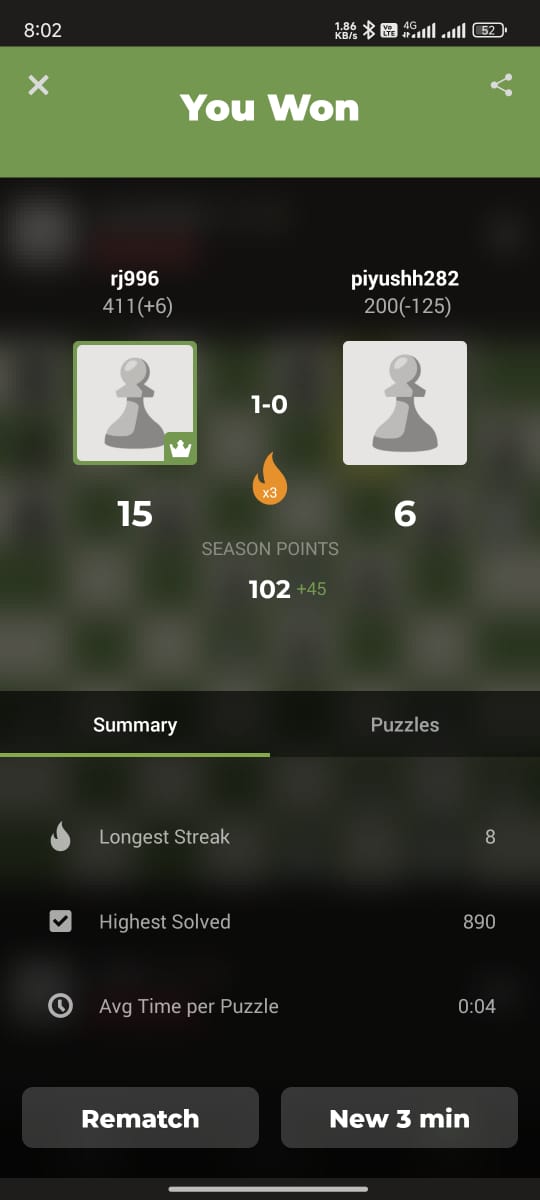 8:02
1.86 KB/s
Vo LTE
4G
52
You Won
rj996
piyushh282
411(+6)
200(-125)
1-0
x3
15
6
SEASON POINTS
102 +45
Summary
Puzzles
Longest Streak 8
Highest Solved 890
Avg Time per Puzzle 0:04
Rematch
New 3 min